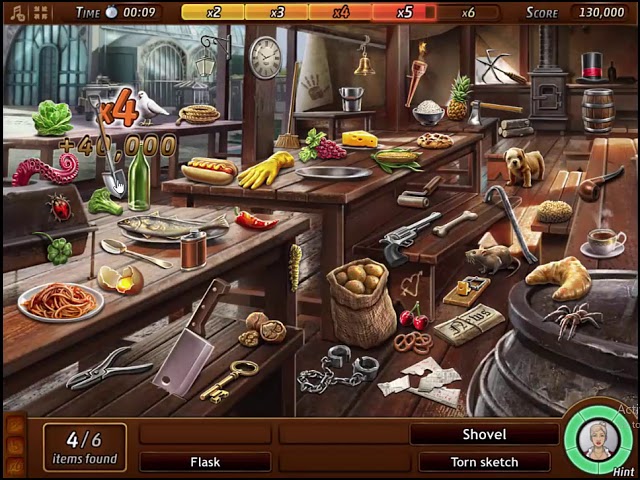 TIME 00:09 x2 x3 x4 x5 x6 SCORE 130,000
x4
+40,000
News
4/6
items found
Shovel
Flask
Torn sketch
Hint